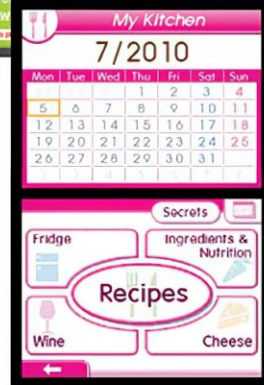 My Kitchen
7/2010
Mon Tue Wed Thu Fri Sat Sun
1 2 3 4
5 6 7 8 9 10 11
12 13 14 15 16 17 18
19 20 21 22 23 24 25
26 27 28 29 30 31
Secrets
Fridge
Ingredients &
Nutrition
Recipes
Wine
Cheese